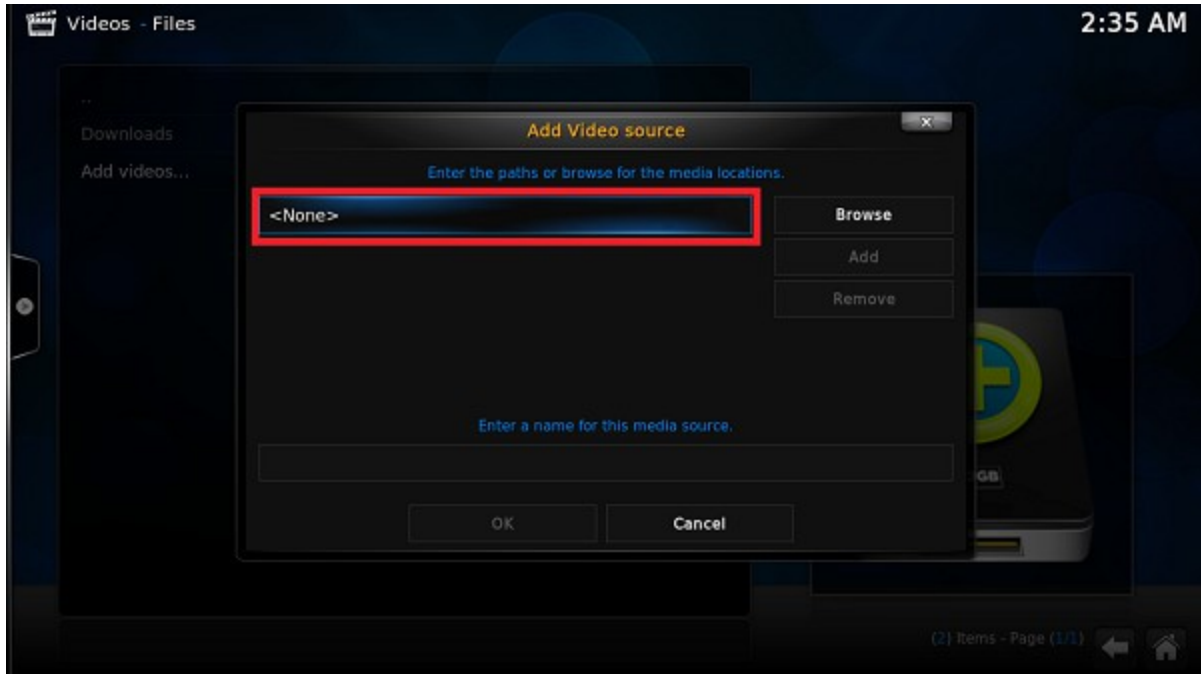 Videos - Files
2:35 AM
..
Downloads
Add videos...
Add Video source
Enter the paths or browse for the media locations.
<None>
Browse
Add
Remove
Enter a name for this media source.
GB
OK
Cancel
(2) Items - Page (1/1)